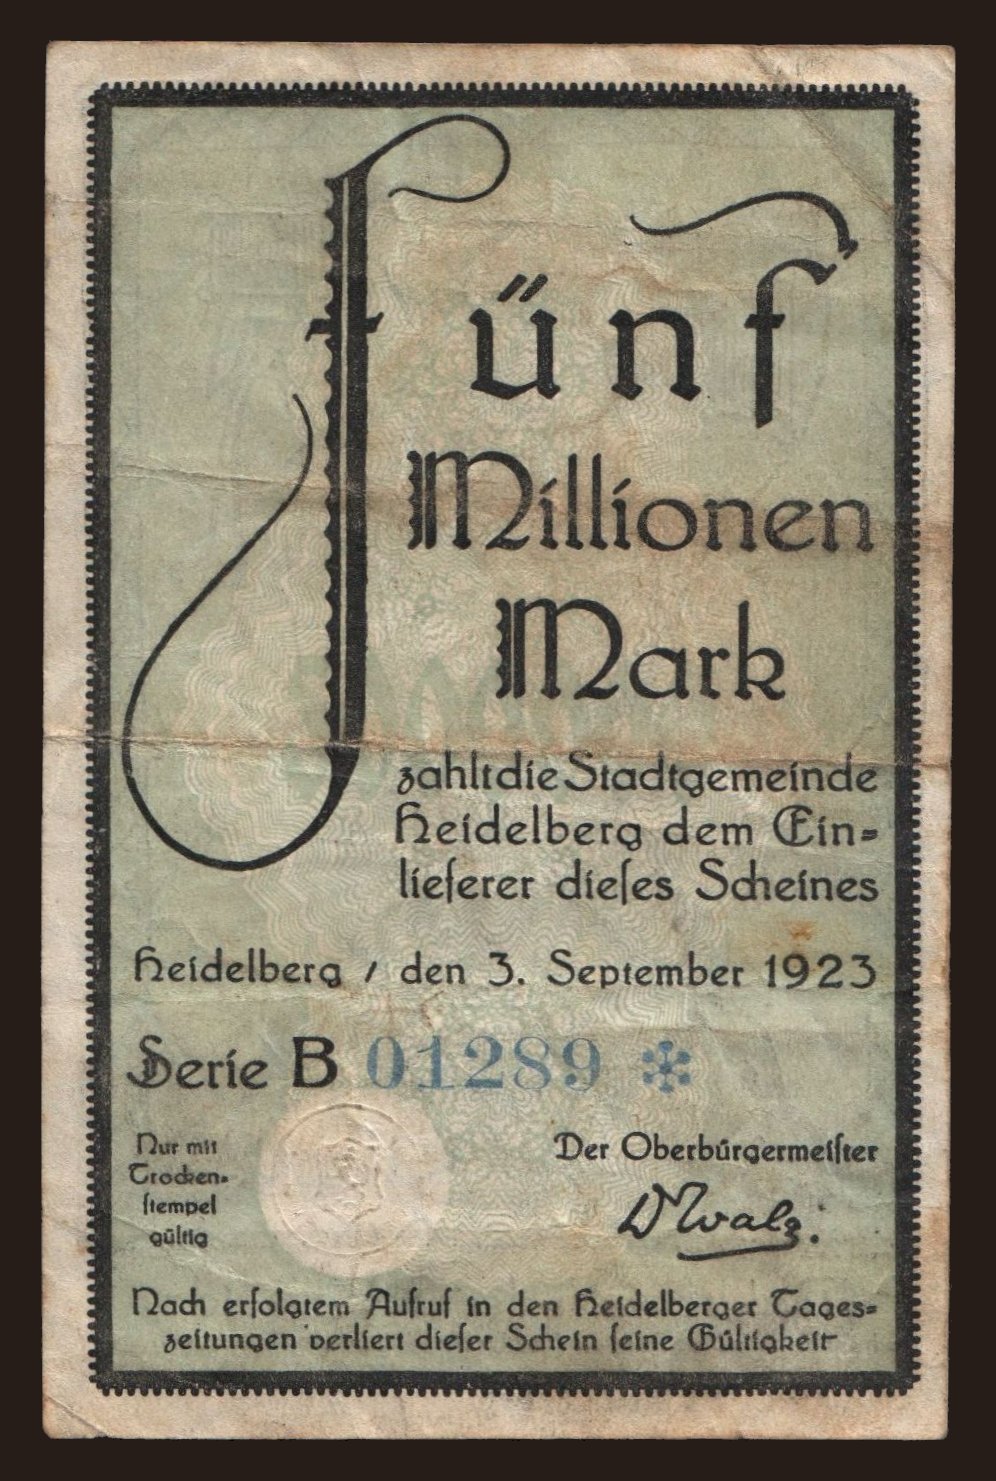 Fünf
Millionen
Mark
zahlt die Stadtgemeinde
Heidelberg dem Ein=
lieferer dieſes Scheines
Heidelberg / den 3. September 1923
Serie B 01289 *
Nur mit
Trocken=
ſtempel
gültig
Der Oberbürgermeiſter
Dr Walz.
Nach erfolgtem Aufruf in den Heidelberger Tages=
zeitungen verliert dieſer Schein ſeine Gültigkeit